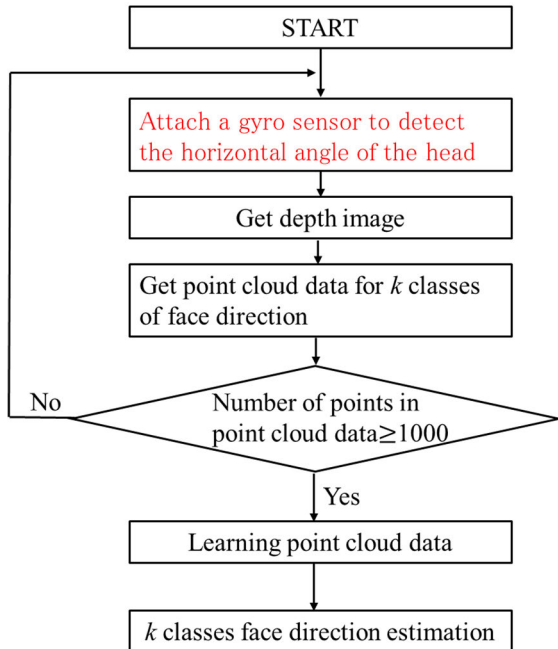 START
Attach a gyro sensor to detect
the horizontal angle of the head
Get depth image
Get point cloud data for k classes
of face direction
Number of points in
point cloud data≥1000
No
Yes
Learning point cloud data
k classes face direction estimation